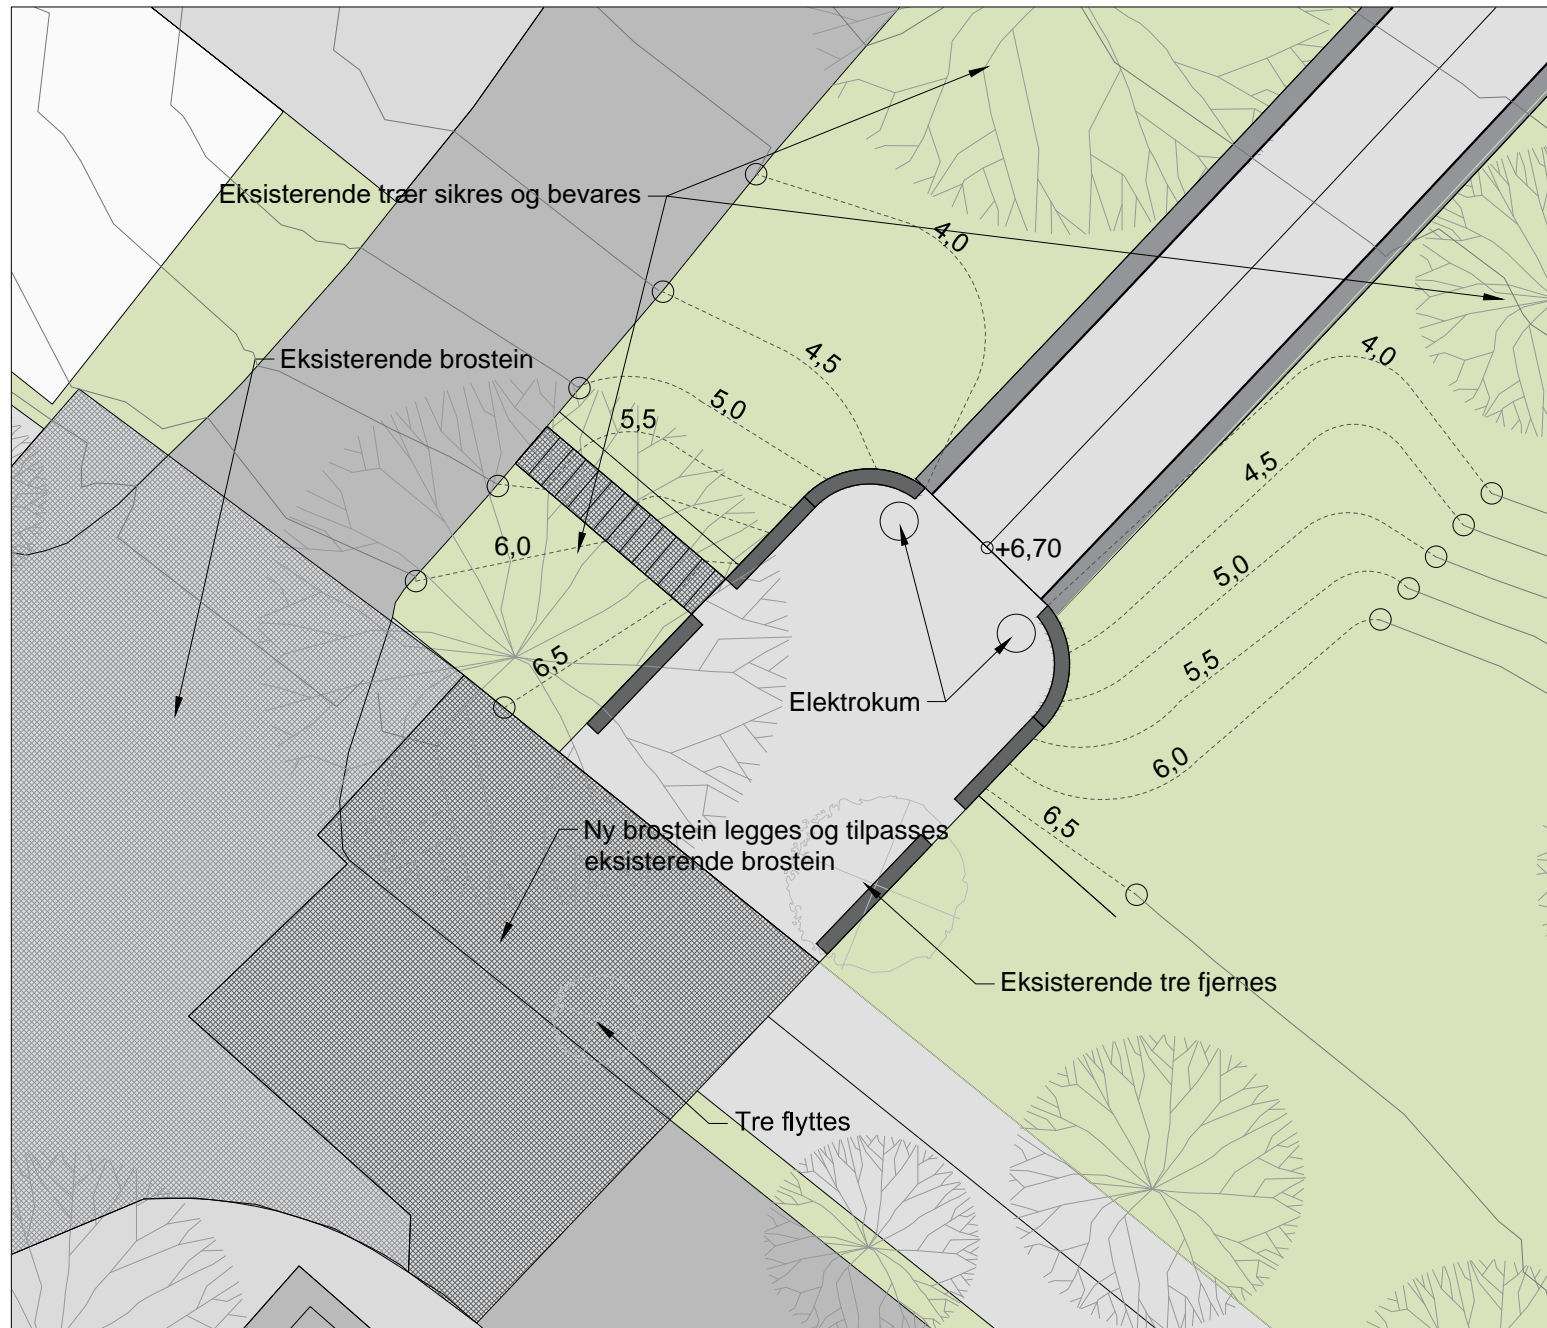 Eksisterende trær sikres og bevares
4,0
Eksisterende brostein
4,5
4,0
5,0
5,5
4,5
6,0
+6,70
5,0
6,5
5,5
Elektrokum
6,0
6,5
Ny brostein legges og tilpasses
eksisterende brostein
Eksisterende tre fjernes
Tre flyttes